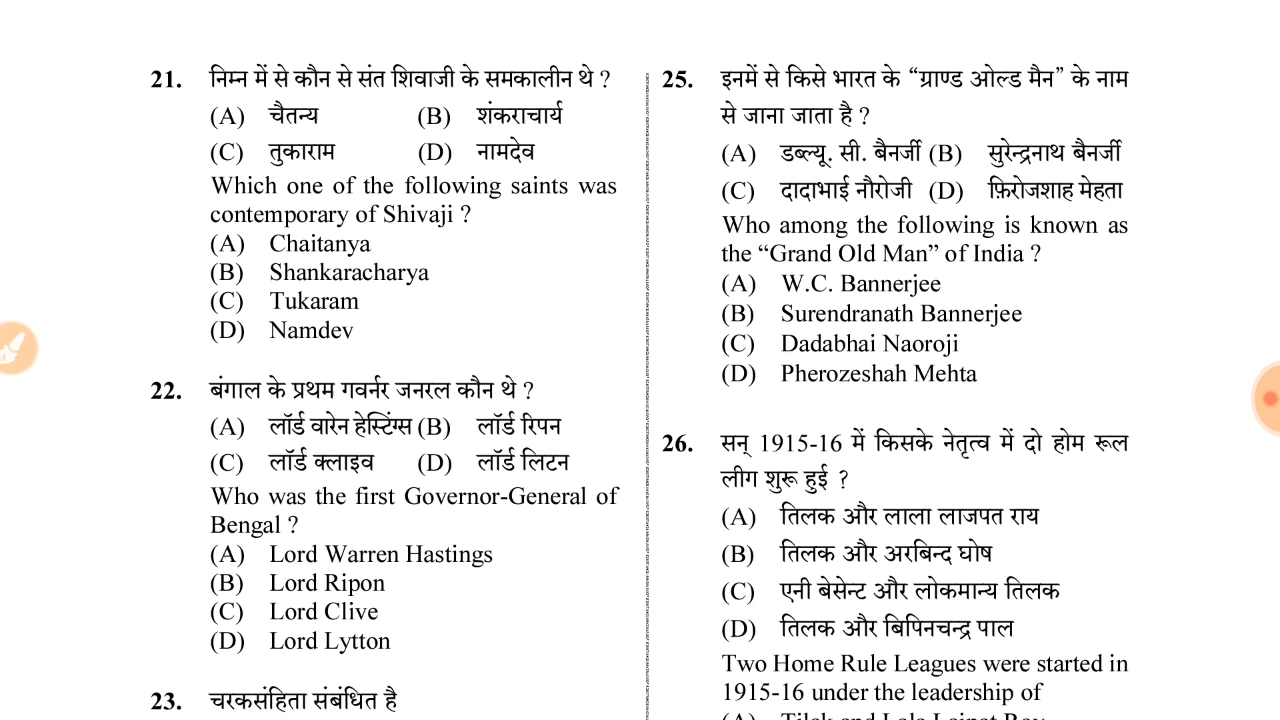 21. निम्न में से कौन से संत शिवाजी के समकालीन थे ?
(A) चैतन्य (B) शंकराचार्य
(C) तुकाराम (D) नामदेव
Which one of the following saints was
contemporary of Shivaji ?
(A) Chaitanya
(B) Shankaracharya
(C) Tukaram
(D) Namdev
22. बंगाल के प्रथम गवर्नर जनरल कौन थे ?
(A) लॉर्ड वारेन हेस्टिंग्स (B) लॉर्ड रिपन
(C) लॉर्ड क्लाइव (D) लॉर्ड लिटन
Who was the first Governor-General of
Bengal ?
(A) Lord Warren Hastings
(B) Lord Ripon
(C) Lord Clive
(D) Lord Lytton
23. चरकसंहिता संबंधित है
25. इनमें से किसे भारत के “ग्राण्ड ओल्ड मैन” के नाम
से जाना जाता है ?
(A) डब्ल्यू. सी. बैनर्जी (B) सुरेन्द्रनाथ बैनर्जी
(C) दादाभाई नौरोजी (D) फ़िरोजशाह मेहता
Who among the following is known as
the “Grand Old Man” of India ?
(A) W.C. Bannerjee
(B) Surendranath Bannerjee
(C) Dadabhai Naoroji
(D) Pherozeshah Mehta
26. सन् 1915-16 में किसके नेतृत्व में दो होम रूल
लीग शुरू हुई ?
(A) तिलक और लाला लाजपत राय
(B) तिलक और अरबिन्द घोष
(C) एनी बेसेन्ट और लोकमान्य तिलक
(D) तिलक और बिपिनचन्द्र पाल
Two Home Rule Leagues were started in
1915-16 under the leadership of
(A) Tilak and Lala Lajpat Roy